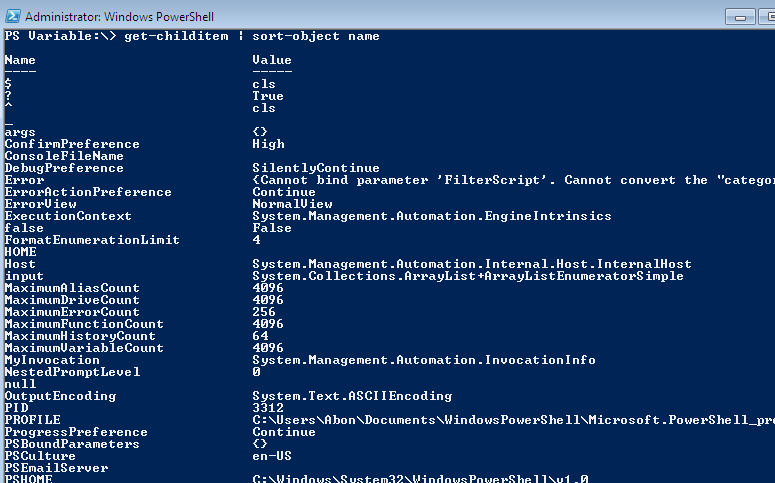 Administrator: Windows PowerShell
PS Variable:\> get-childitem | sort-object name
Name Value
---- -----
$ cls
? True
^ cls
_
args {}
ConfirmPreference High
ConsoleFileName
DebugPreference SilentlyContinue
Error {Cannot bind parameter 'FilterScript'. Cannot convert the "catego
ErrorActionPreference Continue
ErrorView NormalView
ExecutionContext System.Management.Automation.EngineIntrinsics
false False
FormatEnumerationLimit 4
HOME
Host System.Management.Automation.Internal.Host.InternalHost
input System.Collections.ArrayList+ArrayListEnumeratorSimple
MaximumAliasCount 4096
MaximumDriveCount 4096
MaximumErrorCount 256
MaximumFunctionCount 4096
MaximumHistoryCount 64
MaximumVariableCount 4096
MyInvocation System.Management.Automation.InvocationInfo
NestedPromptLevel 0
null
OutputEncoding System.Text.ASCIIEncoding
PID 3312
PROFILE C:\Users\Abon\Documents\WindowsPowerShell\Microsoft.PowerShell_pro
ProgressPreference Continue
PSBoundParameters {}
PSCulture en-US
PSEmailServer
PSHOME C:\Windows\System32\WindowsPowerShell\v1.0